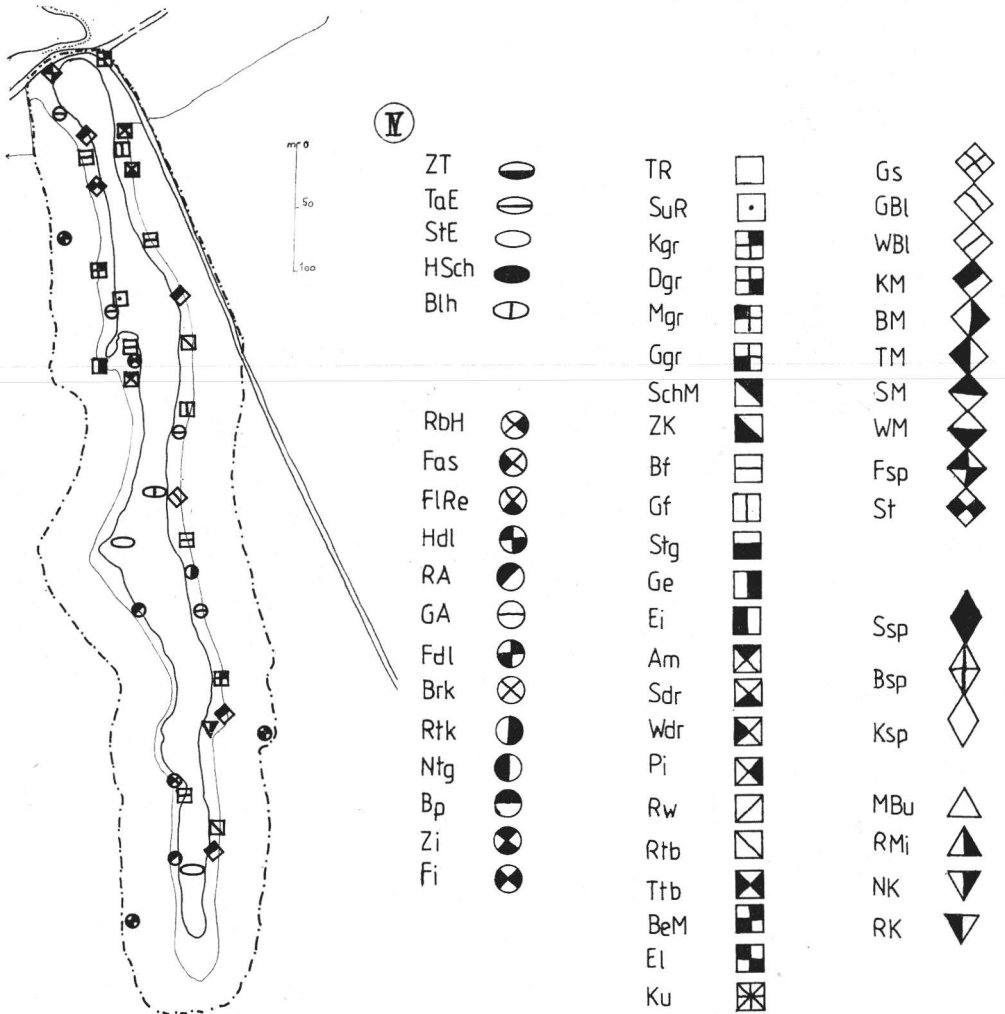 IV
m 0
50
100
ZT
TaE
StE
HSch
Blh
RbH
Fas
FlRe
Hdl
RA
GA
Fdl
Brk
Rtk
Ntg
Bp
Zi
Fi
TR
SuR
Kgr
Dgr
Mgr
Ggr
SchM
ZK
Bf
Gf
Stg
Ge
Ei
Am
Sdr
Wdr
Pi
Rw
Rtb
Ttb
BeM
El
Ku
Gs
GBl
WBl
KM
BM
TM
SM
WM
Fsp
St
Ssp
Bsp
Ksp
MBu
RMi
NK
RK